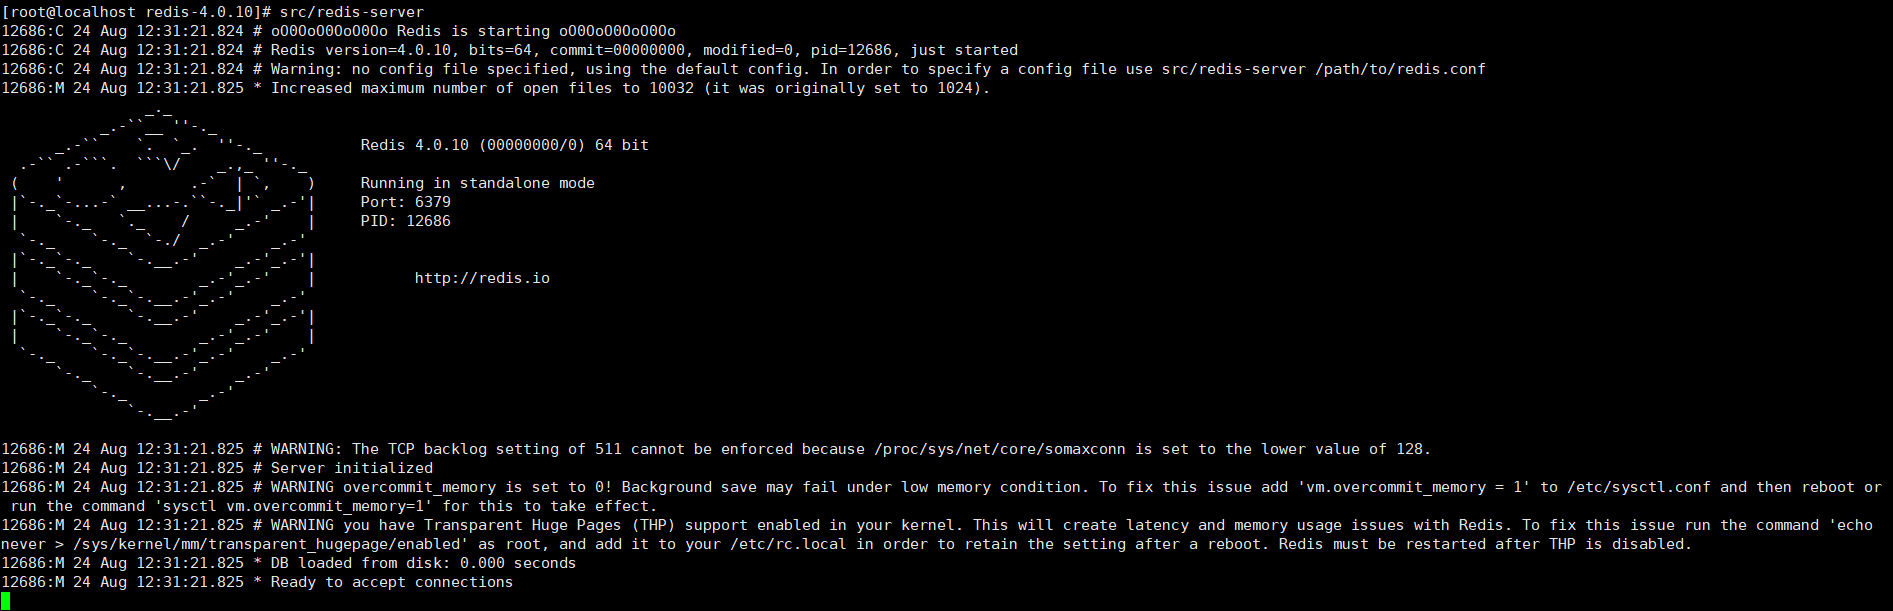 [root@localhost redis-4.0.10]# src/redis-server
12686:C 24 Aug 12:31:21.824 # oO0OoO0OoO0Oo Redis is starting oO0OoO0OoO0Oo
12686:C 24 Aug 12:31:21.824 # Redis version=4.0.10, bits=64, commit=00000000, modified=0, pid=12686, just started
12686:C 24 Aug 12:31:21.824 # Warning: no config file specified, using the default config. In order to specify a config file use src/redis-server /path/to/redis.conf
12686:M 24 Aug 12:31:21.825 * Increased maximum number of open files to 10032 (it was originally set to 1024).
Redis 4.0.10 (00000000/0) 64 bit
Running in standalone mode
Port: 6379
PID: 12686
http://redis.io
12686:M 24 Aug 12:31:21.825 # WARNING: The TCP backlog setting of 511 cannot be enforced because /proc/sys/net/core/somaxconn is set to the lower value of 128.
12686:M 24 Aug 12:31:21.825 # Server initialized
12686:M 24 Aug 12:31:21.825 # WARNING overcommit_memory is set to 0! Background save may fail under low memory condition. To fix this issue add 'vm.overcommit_memory = 1' to /etc/sysctl.conf and then reboot or
run the command 'sysctl vm.overcommit_memory=1' for this to take effect.
12686:M 24 Aug 12:31:21.825 # WARNING you have Transparent Huge Pages (THP) support enabled in your kernel. This will create latency and memory usage issues with Redis. To fix this issue run the command 'echo
never > /sys/kernel/mm/transparent_hugepage/enabled' as root, and add it to your /etc/rc.local in order to retain the setting after a reboot. Redis must be restarted after THP is disabled.
12686:M 24 Aug 12:31:21.825 * DB loaded from disk: 0.000 seconds
12686:M 24 Aug 12:31:21.825 * Ready to accept connections